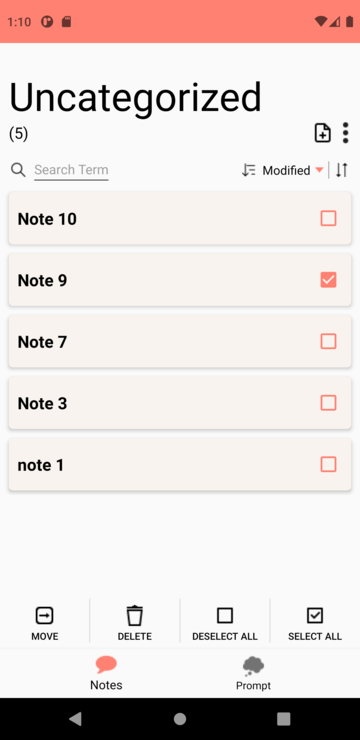 1:10
Uncategorized
(5)
Search Term
Modified
Note 10
Note 9
Note 7
Note 3
note 1
MOVE DELETE DESELECT ALL SELECT ALL
Notes Prompt